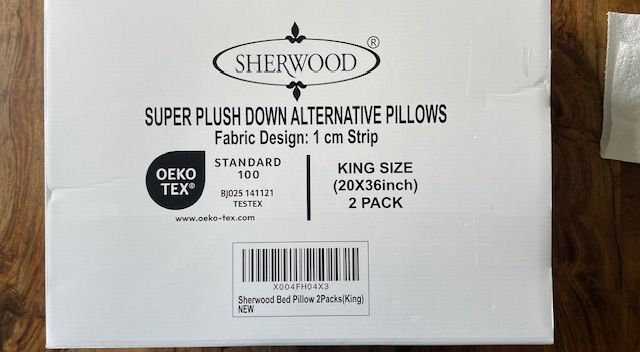 SHERWOOD ®
SUPER PLUSH DOWN ALTERNATIVE PILLOWS
Fabric Design: 1 cm Strip
OEKO
TEX®
STANDARD
100
BJ025 141121
TESTEX
www.oeko-tex.com
KING SIZE
(20X36inch)
2 PACK
X004FH04X3
Sherwood Bed Pillow 2Packs(King)
NEW